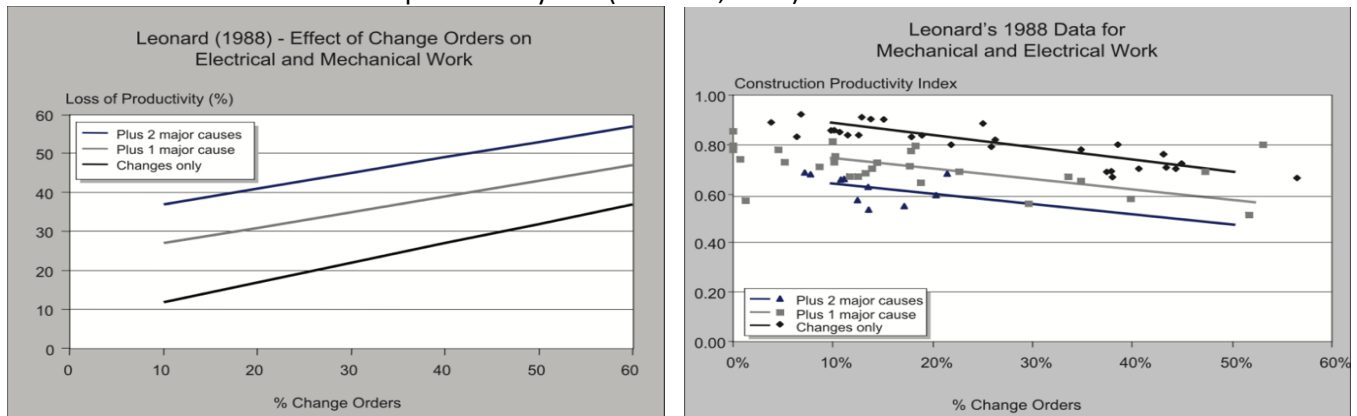 Leonard (1988) - Effect of Change Orders on
Electrical and Mechanical Work
Loss of Productivity (%)
60
50
40
30
20
10
0
Plus 2 major causes
Plus 1 major cause
Changes only
0 10 20 30 40 50 60
% Change Orders
Leonard's 1988 Data for
Mechanical and Electrical Work
Construction Productivity Index
1.00
0.80
0.60
0.40
0.20
0.00
Plus 2 major causes
Plus 1 major cause
Changes only
0% 10% 20% 30% 40% 50% 60%
% Change Orders